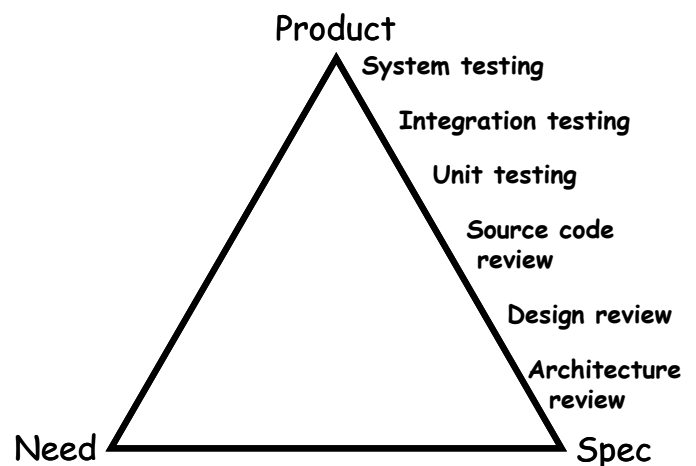 Product
System testing
Integration testing
Unit testing
Source code
review
Design review
Architecture
review
Need
Spec